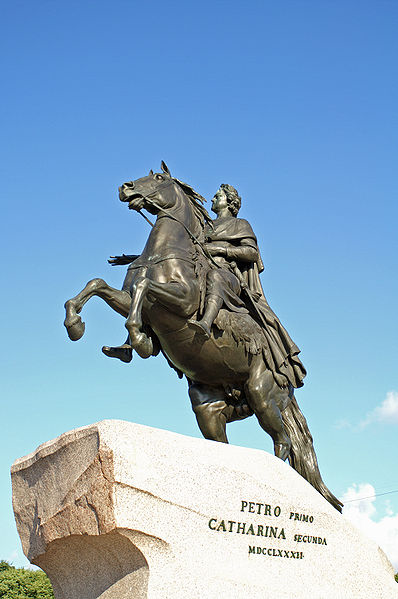 PETRO PRIMO
CATHARINA SECUNDA
MDCCLXXXII